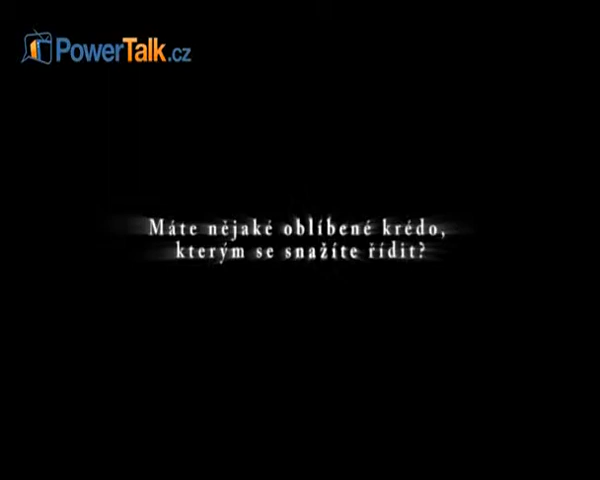 PowerTalk.cz
Máte nějaké oblíbené krédo,
kterým se snažíte řídit?